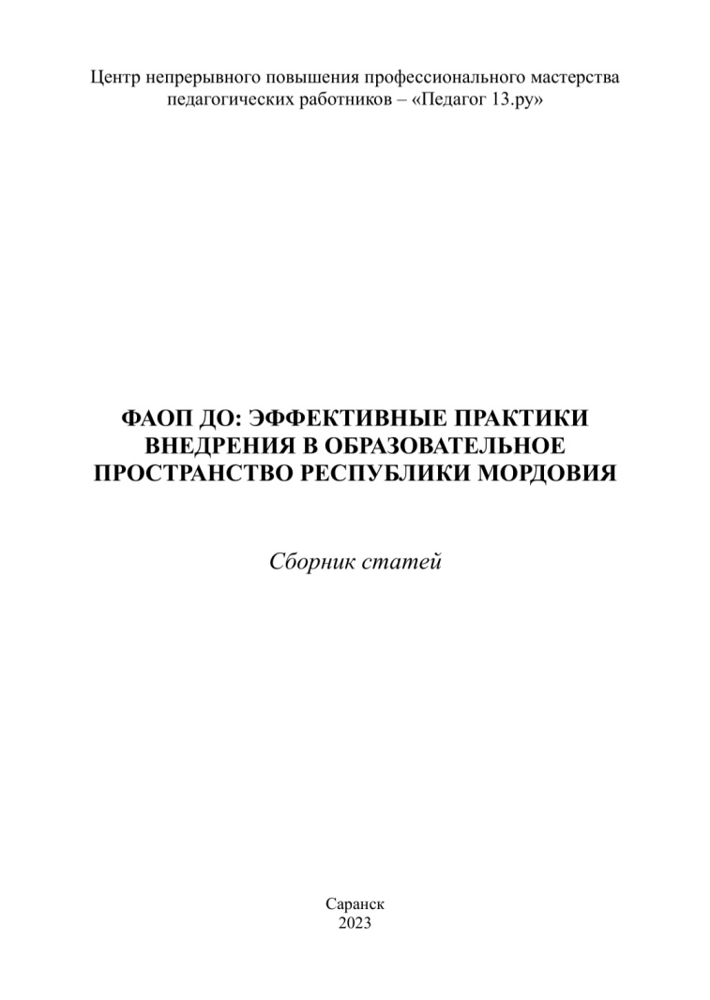 Центр непрерывного повышения профессионального мастерства
педагогических работников – «Педагог 13.ру»
ФАОП ДО: ЭФФЕКТИВНЫЕ ПРАКТИКИ
ВНЕДРЕНИЯ В ОБРАЗОВАТЕЛЬНОЕ
ПРОСТРАНСТВО РЕСПУБЛИКИ МОРДОВИЯ
Сборник статей
Саранск
2023